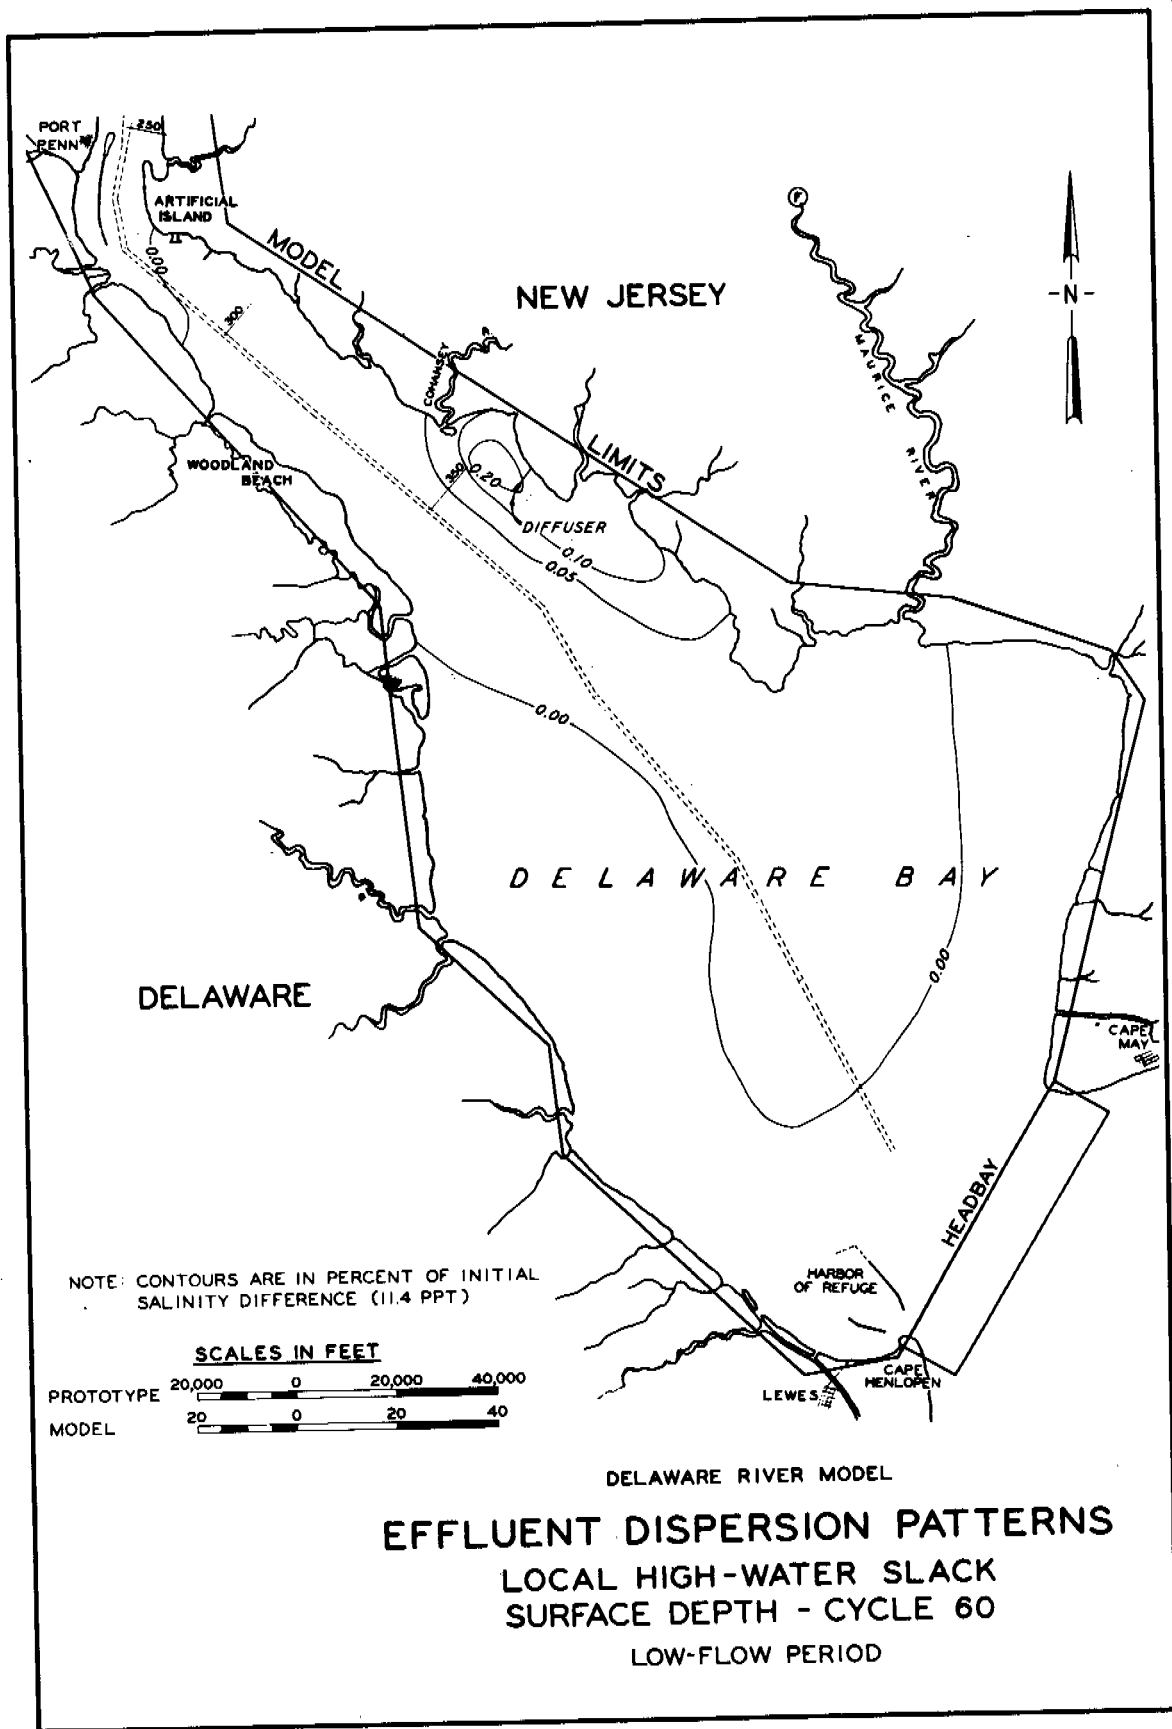 PORT
PENN
250
ARTIFICIAL
ISLAND
0.00
300
MODEL
LIMITS
NEW JERSEY
MAURICE
RIVER
-N-
COHANSEY
WOODLAND
BEACH
350
0.20
DIFFUSER
0.10
0.05
0.00
DELAWARE BAY
0.00
DELAWARE
CAPE
MAY
HEADBAY
HARBOR
OF REFUGE
CAPE
HENLOPEN
LEWES
NOTE: CONTOURS ARE IN PERCENT OF INITIAL
SALINITY DIFFERENCE (11.4 PPT)
SCALES IN FEET
PROTOTYPE 20,000 0 20,000 40,000
MODEL 20 0 20 40
DELAWARE RIVER MODEL
EFFLUENT DISPERSION PATTERNS
LOCAL HIGH-WATER SLACK
SURFACE DEPTH - CYCLE 60
LOW-FLOW PERIOD